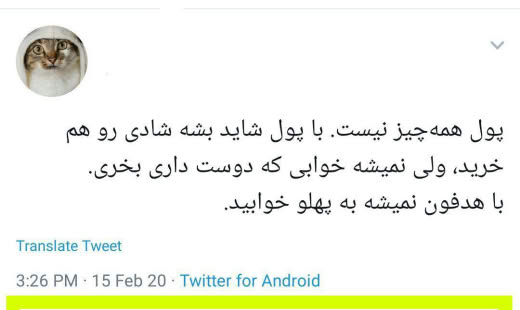 پول همه‌چیز نیست. با پول شاید بشه شادی رو هم
خرید، ولی نمیشه خوابی که دوست داری بخری.
با هدفون نمیشه به پهلو خوابید.
Translate Tweet
3:26 PM · 15 Feb 20 · Twitter for Android